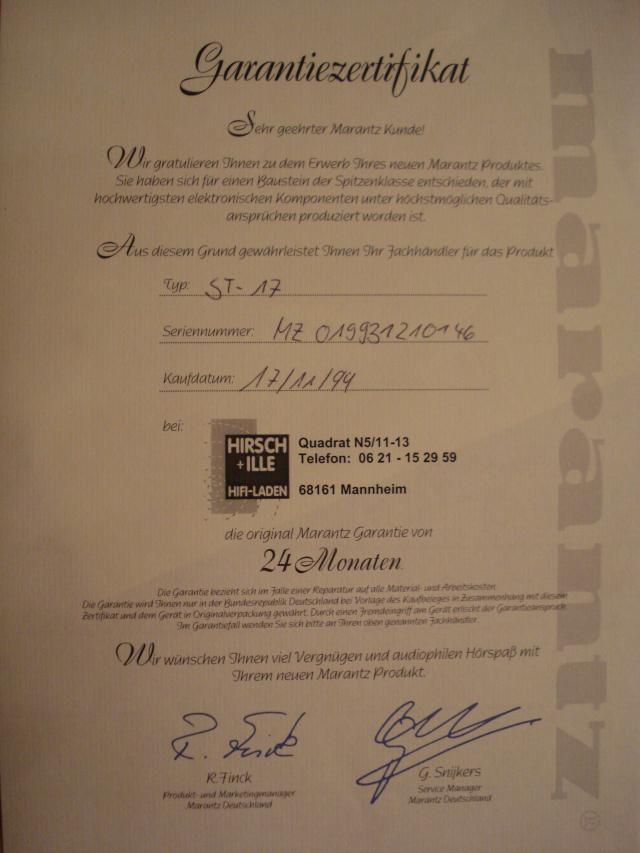 Garantiezertifikat
Sehr geehrter Marantz Kunde!
Wir gratulieren Ihnen zu dem Erwerb Ihres neuen Marantz Produktes.
Sie haben sich für einen Baustein der Spitzenklasse entschieden, der mit
hochwertigsten elektronischen Komponenten unter höchstmöglichen Qualitäts-
ansprüchen produziert worden ist.
Aus diesem Grund gewährleistet Ihnen Ihr Fachhändler für das Produkt
Typ: ST-17
Seriennummer: MZ 019931210146
Kaufdatum: 17/11/94
bei:
HIRSCH
+ ILLE
HIFI-LADEN
Quadrat N5/11-13
Telefon: 06 21 - 15 29 59
68161 Mannheim
die original Marantz Garantie von
24 Monaten.
Die Garantie bezieht sich im Falle einer Reparatur auf alle Material- und Arbeitskosten.
Die Garantie wird Ihnen nur in der Bundesrepublik Deutschland bei Vorlage des Kaufbeleges in Zusammenhang mit diesem
Zertifikat und dem Gerät in Originalverpackung gewährt. Durch einen Fremdeingriff am Gerät erlischt der Garantieanspruch.
Im Garantiefall wenden Sie sich bitte an Ihren oben genannten Fachhändler.
Wir wünschen Ihnen viel Vergnügen und audiophilen Hörspaß mit
Ihrem neuen Marantz Produkt.
R. Finck
R. Finck
Produkt- und Marketingmanager
Marantz Deutschland
G. Snijkers
Service Manager
Marantz Deutschland
marantz